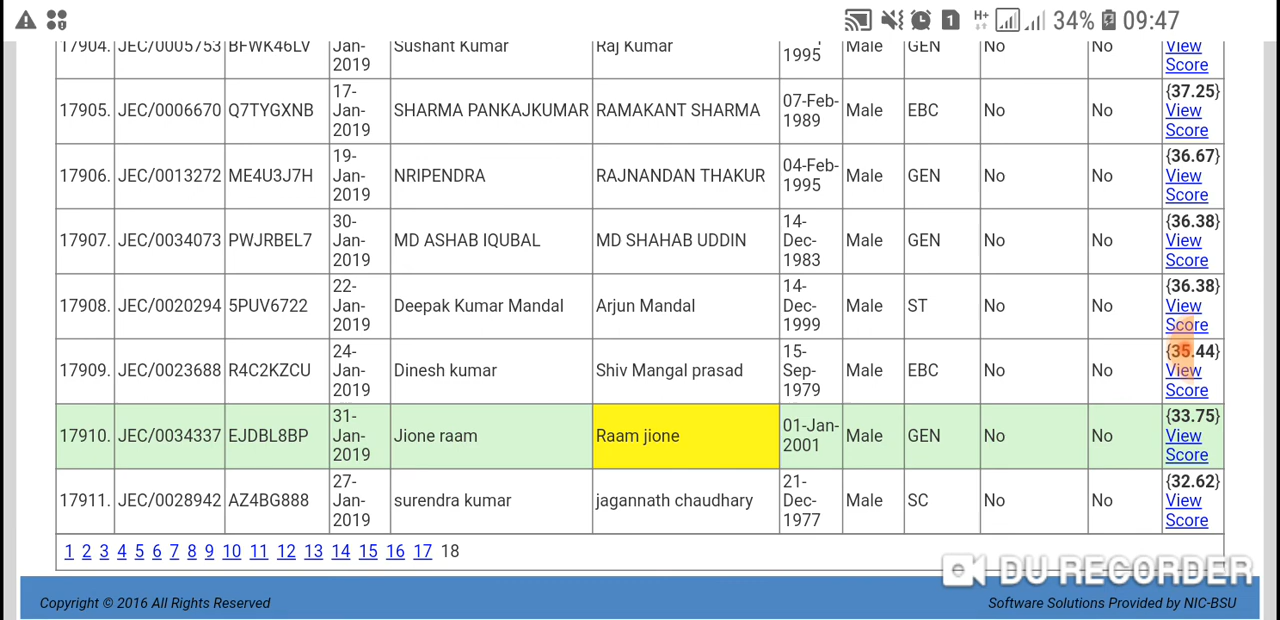 1 H+ 34% 09:47
17904. JEC/0005753 BFWK46LV Jan-2019 Sushant Kumar Raj Kumar 1995 Male GEN No No View Score
17905. JEC/0006670 Q7TYGXNB 17-Jan-2019 SHARMA PANKAJKUMAR RAMAKANT SHARMA 07-Feb-1989 Male EBC No No {37.25} View Score
17906. JEC/0013272 ME4U3J7H 19-Jan-2019 NRIPENDRA RAJNANDAN THAKUR 04-Feb-1995 Male GEN No No {36.67} View Score
17907. JEC/0034073 PWJRBEL7 30-Jan-2019 MD ASHAB IQUBAL MD SHAHAB UDDIN 14-Dec-1983 Male GEN No No {36.38} View Score
17908. JEC/0020294 5PUV6722 22-Jan-2019 Deepak Kumar Mandal Arjun Mandal 14-Dec-1999 Male ST No No {36.38} View Score
17909. JEC/0023688 R4C2KZCU 24-Jan-2019 Dinesh kumar Shiv Mangal prasad 15-Sep-1979 Male EBC No No {35.44} View Score
17910. JEC/0034337 EJDBL8BP 31-Jan-2019 Jione raam Raam jione 01-Jan-2001 Male GEN No No {33.75} View Score
17911. JEC/0028942 AZ4BG888 27-Jan-2019 surendra kumar jagannath chaudhary 21-Dec-1977 Male SC No No {32.62} View Score
1 2 3 4 5 6 7 8 9 10 11 12 13 14 15 16 17 18
DU RECORDER
Copyright © 2016 All Rights Reserved Software Solutions Provided by NIC-BSU